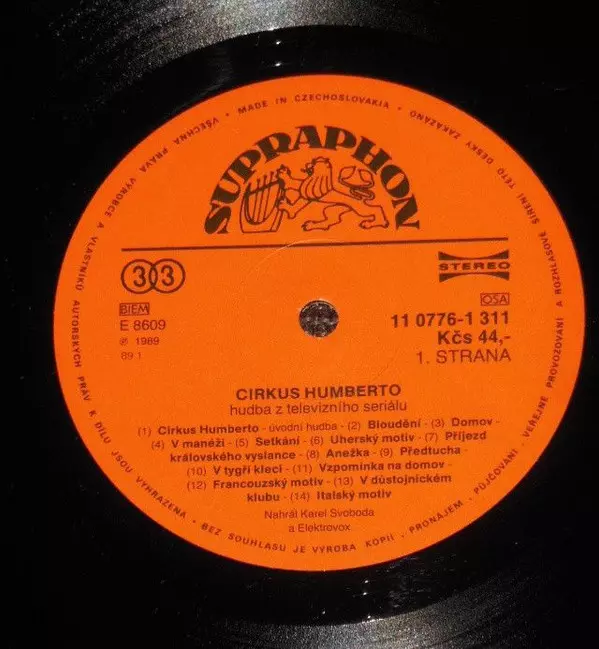 VŠECHNA PRÁVA VÝROBCE A VLASTNÍKŮ AUTORSKÝCH PRÁV K DÍLU JSOU VYHRAZENA • BEZ SOUHLASU JE VÝROBA KOPIÍ • PRONÁJEM • PŮJČOVÁNÍ • VEŘEJNÉ PROVOZOVÁNÍ A ROZHLASOVÉ ŠÍŘENÍ TÉTO DESKY ZAKÁZÁNO • MADE IN CZECHOSLOVAKIA •
SUPRAPHON
33
STEREO
BIEM
OSA
E 8609
11 0776-1 311
℗ 1989
Kčs 44,-
89 1
1. STRANA
CIRKUS HUMBERTO
hudba z televizního seriálu
(1) Cirkus Humberto - úvodní hudba - (2) Bloudění - (3) Domov -
(4) V manéži - (5) Setkání - (6) Uherský motiv - (7) Příjezd
královského vyslance - (8) Anežka - (9) Předtucha -
(10) V tygří kleci - (11) Vzpomínka na domov -
(12) Francouzský motiv - (13) V důstojnickém
klubu - (14) Italský motiv
Nahrál Karel Svoboda
a Elektrovox